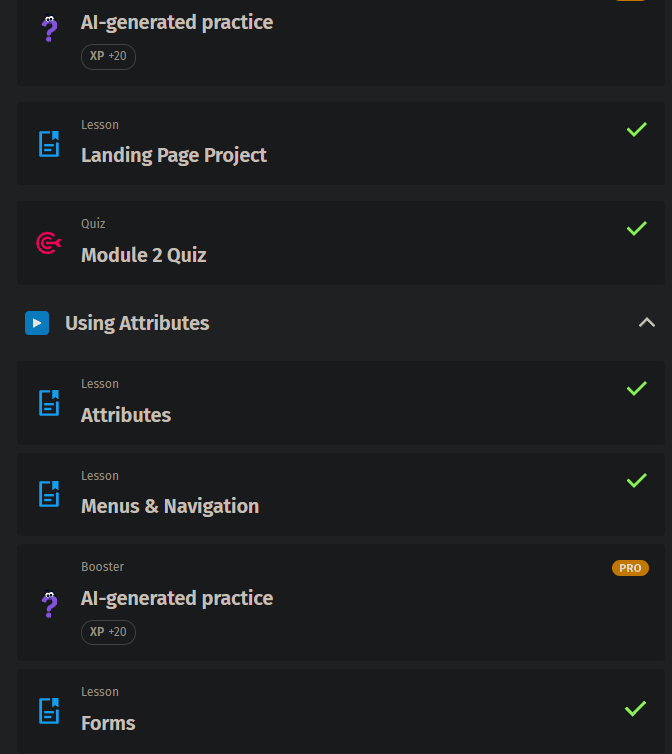 AI-generated practice
XP +20
Lesson
Landing Page Project
Quiz
Module 2 Quiz
Using Attributes
Lesson
Attributes
Lesson
Menus & Navigation
Booster
PRO
AI-generated practice
XP +20
Lesson
Forms